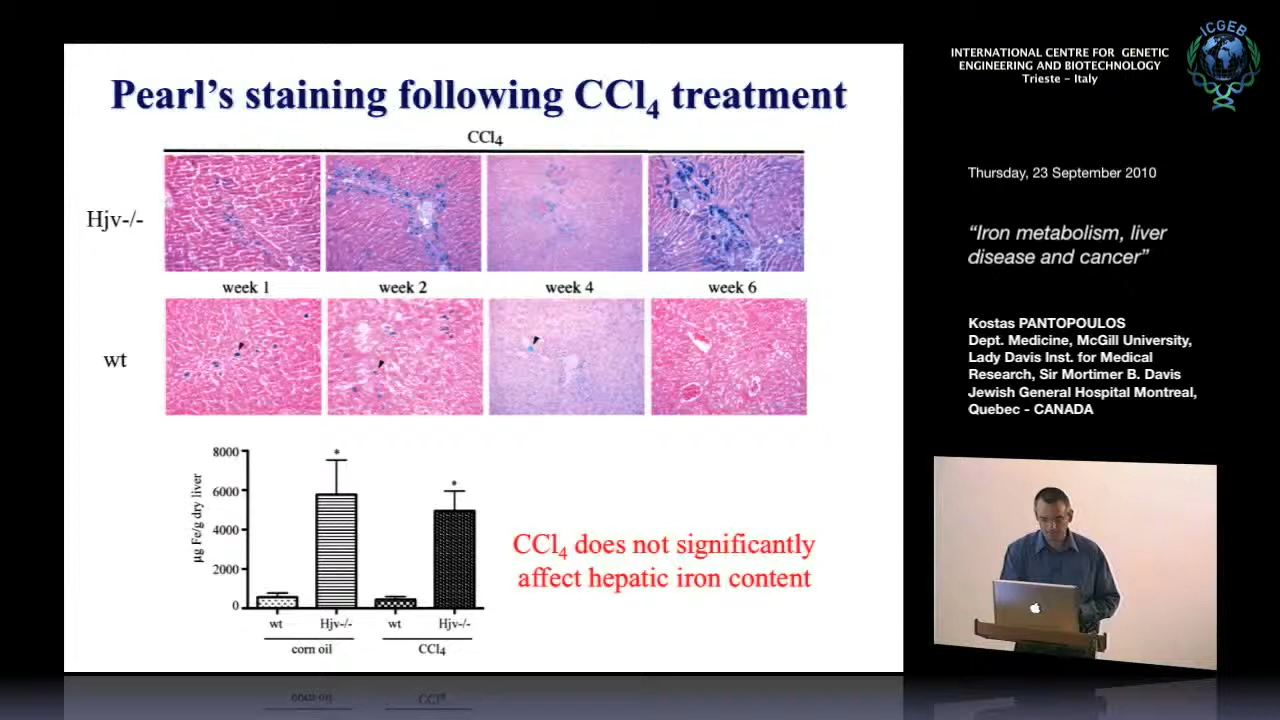 Pearl's staining following CCl4 treatment
CCl4
Hjv-/-
week 1
week 2
week 4
week 6
wt
8000
6000
4000
2000
0
µg Fe/g dry liver
*
*
wt
Hjv-/-
wt
Hjv-/-
corn oil
CCl4
CCl4 does not significantly
affect hepatic iron content
INTERNATIONAL CENTRE FOR GENETIC
ENGINEERING AND BIOTECHNOLOGY
Trieste – Italy
ICGEB
Thursday, 23 September 2010
“Iron metabolism, liver
disease and cancer”
Kostas PANTOPOULOS
Dept. Medicine, McGill University,
Lady Davis Inst. for Medical
Research, Sir Mortimer B. Davis
Jewish General Hospital Montreal,
Quebec - CANADA